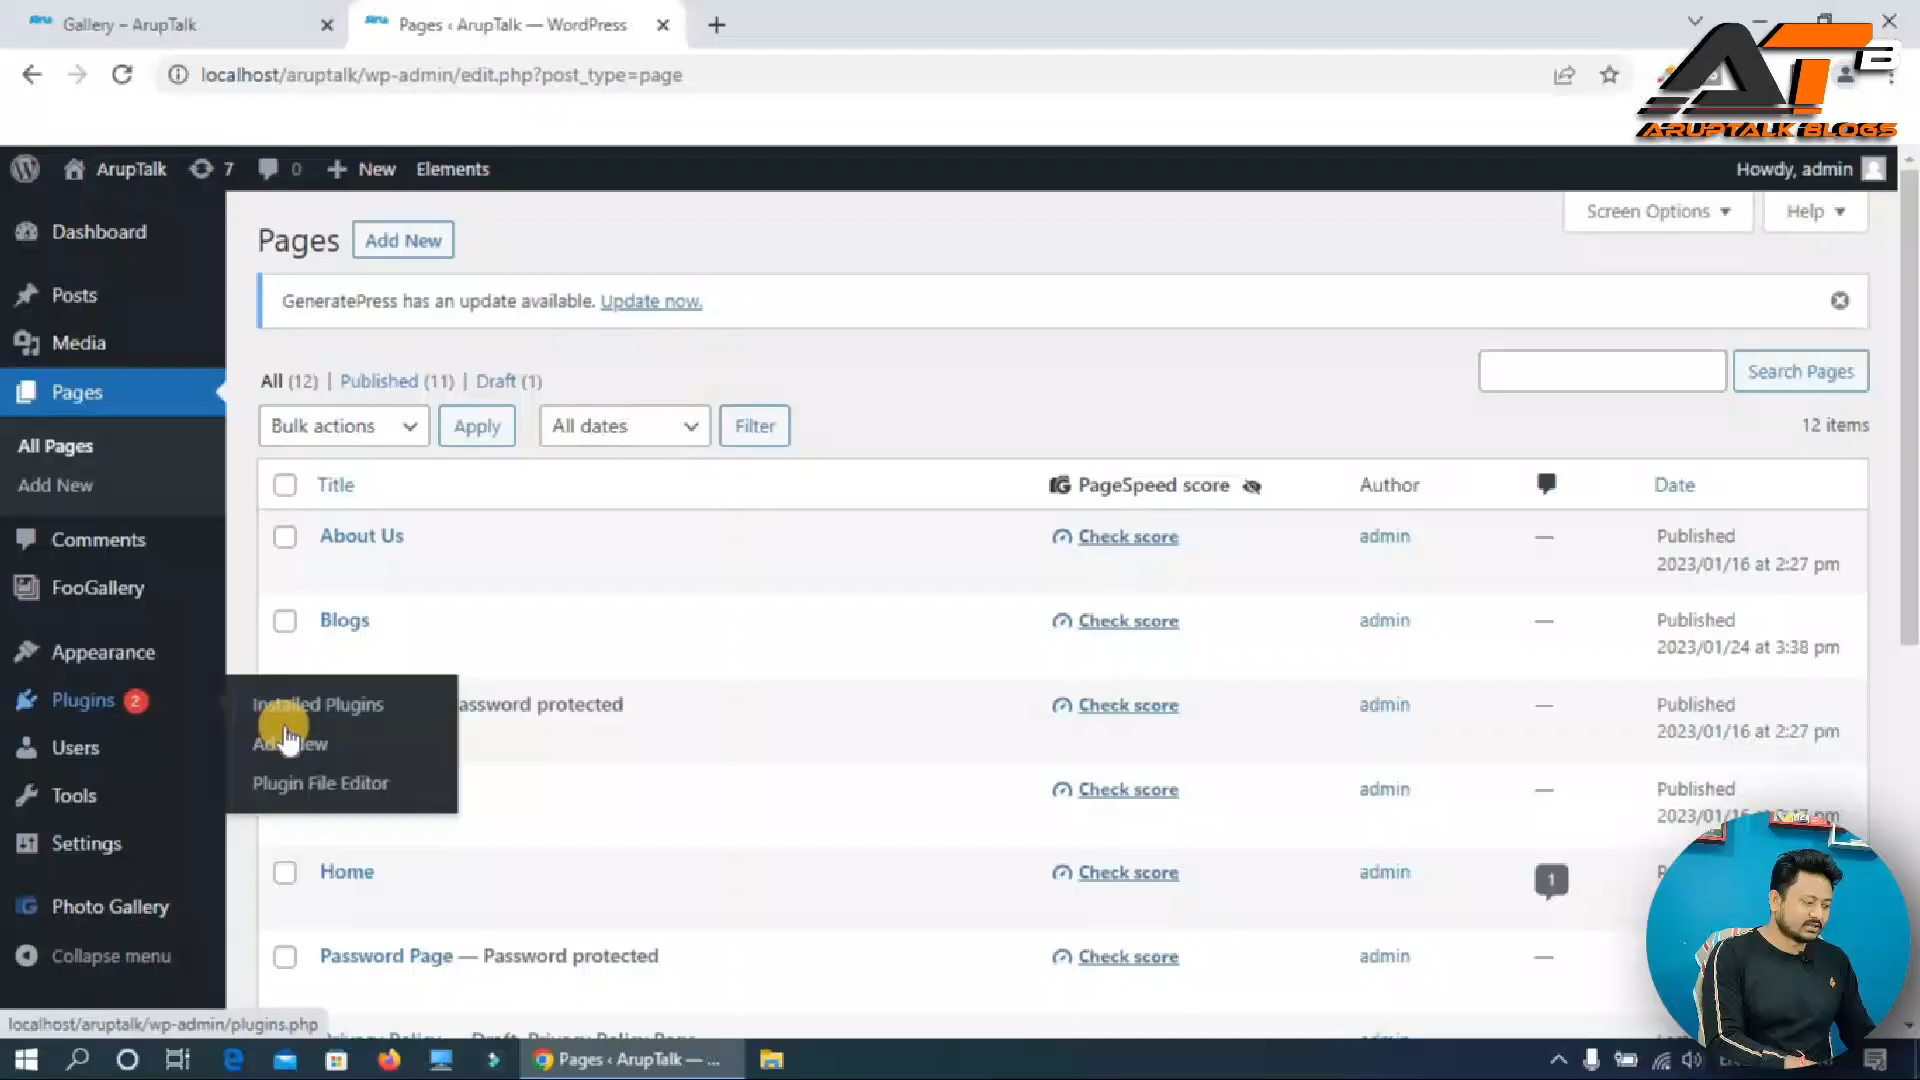 Gallery – ArupTalk
Pages ‹ ArupTalk — WordPress
localhost/aruptalk/wp-admin/edit.php?post_type=page
ATB
ARUPTALK BLOGS
ArupTalk 7 0 New Elements
Howdy, admin
Screen Options
Help
Dashboard
Posts
Media
Pages
All Pages
Add New
Comments
FooGallery
Appearance
Plugins 2
Users
Tools
Settings
Photo Gallery
Collapse menu
Installed Plugins
Plugin File Editor
Pages Add New
GeneratePress has an update available. Update now.
All (12) | Published (11) | Draft (1)
Search Pages
Bulk actions Apply All dates Filter
12 items
Title PageSpeed score Author Date
About Us Check score admin — Published
2023/01/16 at 2:27 pm
Blogs Check score admin — Published
2023/01/24 at 3:38 pm
assword protected Check score admin — Published
2023/01/16 at 2:27 pm
Check score admin — Published
Home Check score admin 1
Password Page — Password protected Check score admin —
localhost/aruptalk/wp-admin/plugins.php
Pages ‹ ArupTalk — ...